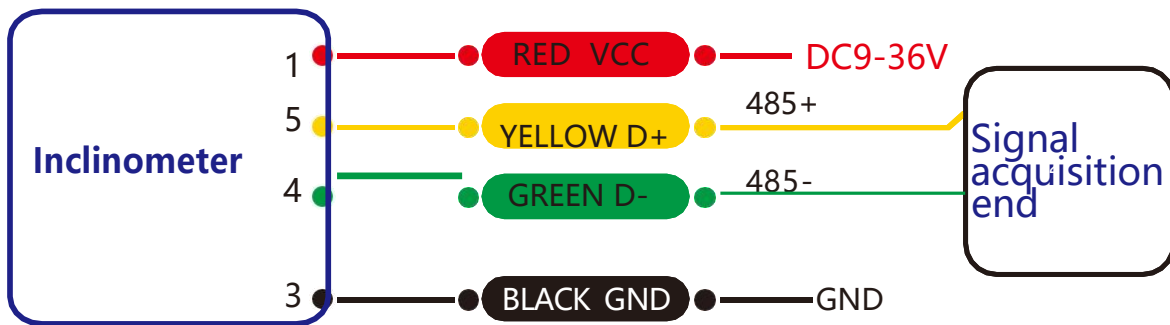 1 RED VCC DC9-36V
5 YELLOW D+ 485+
Inclinometer
4 GREEN D- 485-
Signal
acquisition
end
3 BLACK GND GND